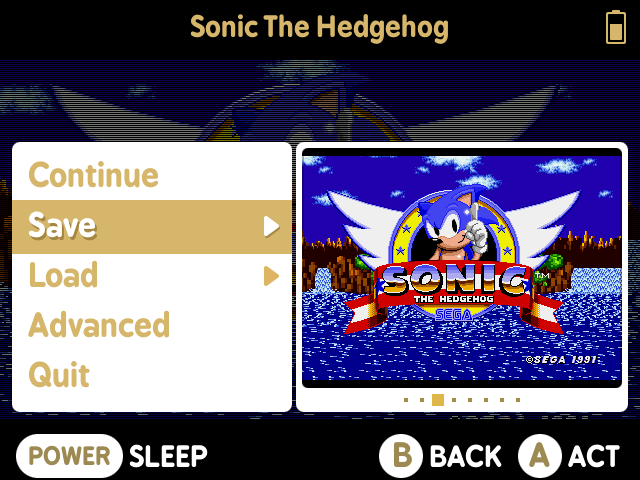 Sonic The Hedgehog
Continue
Save
Load
Advanced
Quit
SONIC
TM
THE HEDGEHOG
SEGA
©SEGA 1991
POWER SLEEP
B BACK A ACT